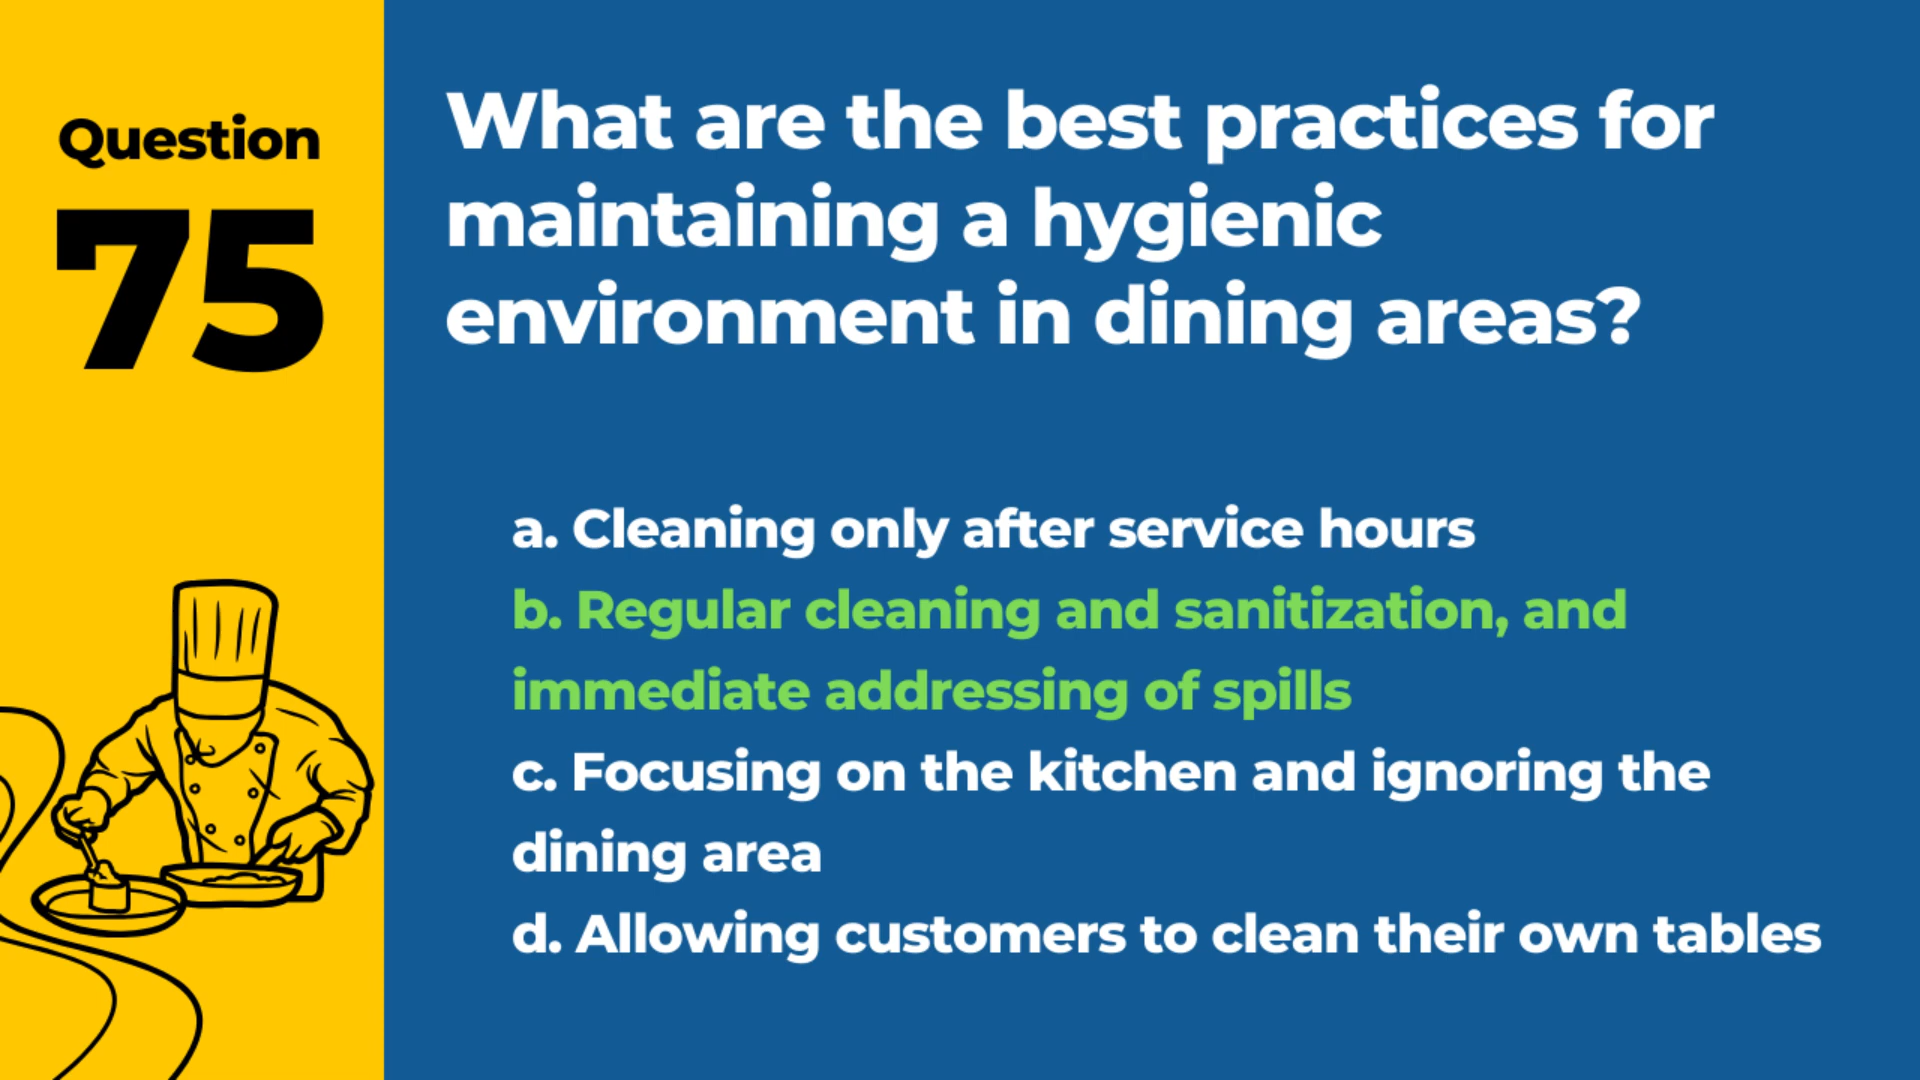 Question
75
What are the best practices for
maintaining a hygienic
environment in dining areas?
a. Cleaning only after service hours
b. Regular cleaning and sanitization, and
immediate addressing of spills
c. Focusing on the kitchen and ignoring the
dining area
d. Allowing customers to clean their own tables